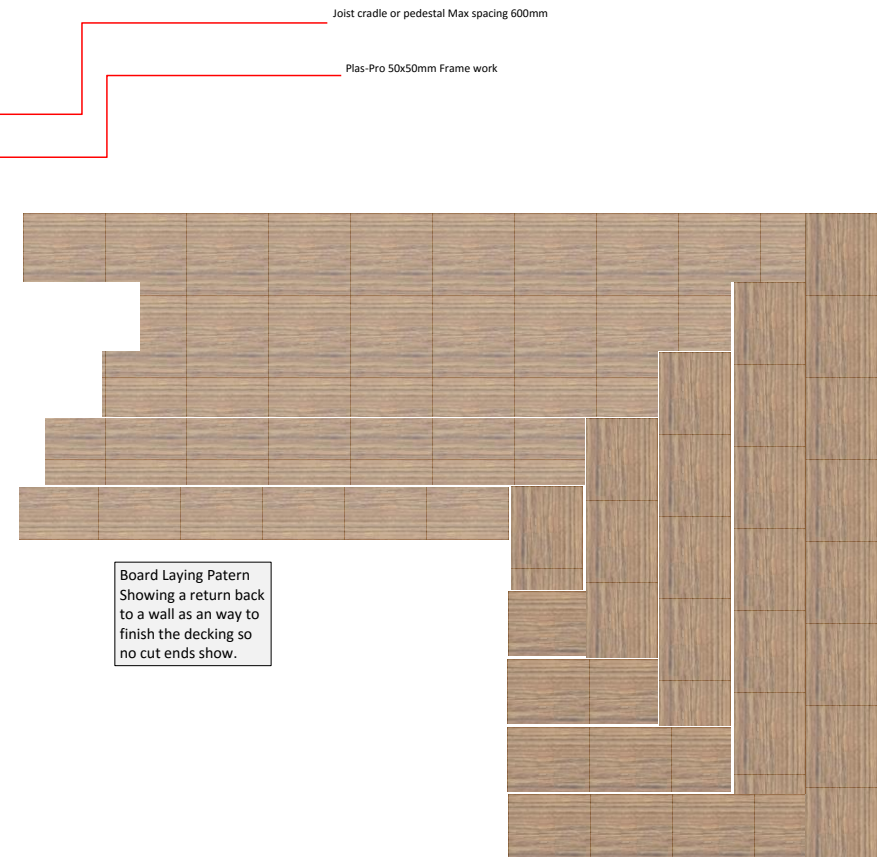 Joist cradle or pedestal Max spacing 600mm
Plas-Pro 50x50mm Frame work
Board Laying Patern
Showing a return back
to a wall as an way to
finish the decking so
no cut ends show.